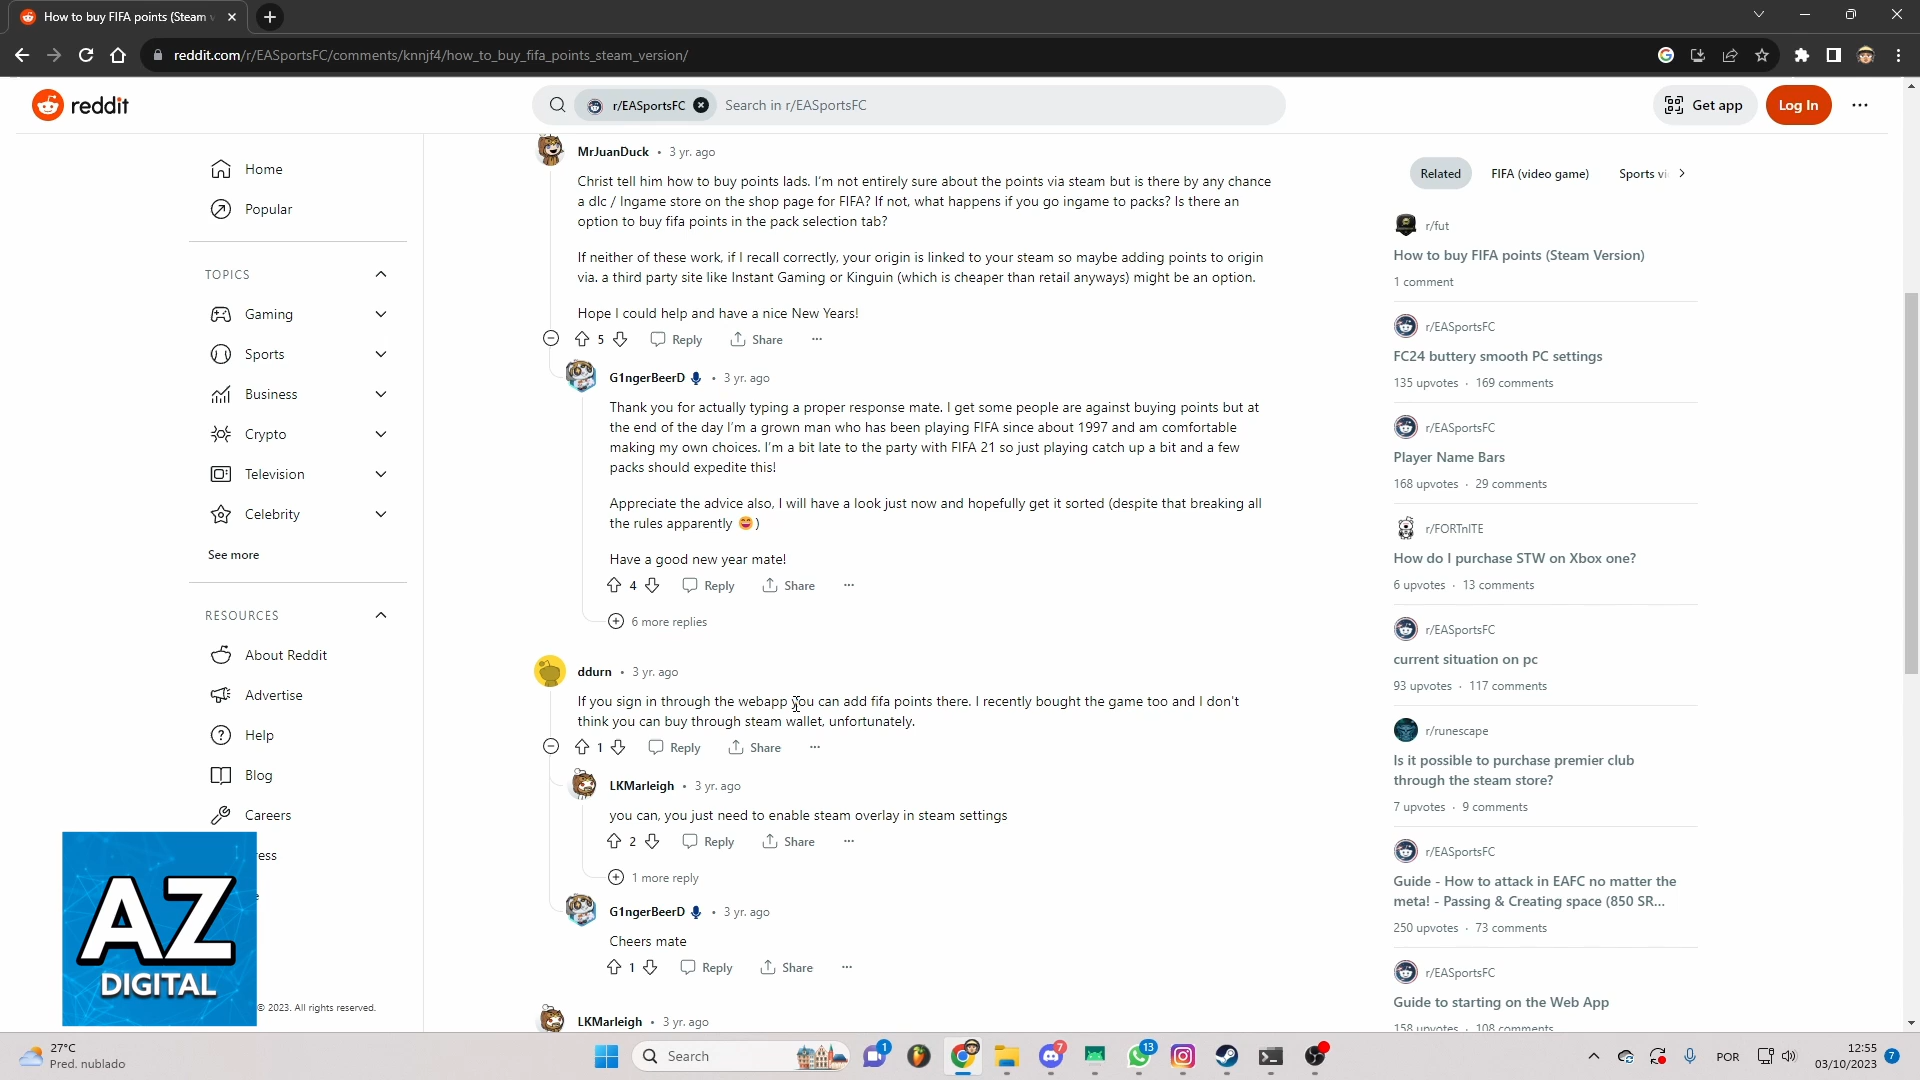 How to buy FIFA points (Steam v
reddit.com/r/EASportsFC/comments/knnjf4/how_to_buy_fifa_points_steam_version/
reddit
r/EASportsFC
Search in r/EASportsFC
Get app
Log In
Home
Popular
TOPICS
Gaming
Sports
Business
Crypto
Television
Celebrity
See more
RESOURCES
About Reddit
Advertise
Help
Blog
Careers
ess
e
© 2023. All rights reserved.
AZ
DIGITAL
MrJuanDuck • 3 yr. ago
Christ tell him how to buy points lads. I'm not entirely sure about the points via steam but is there by any chance
a dlc / Ingame store on the shop page for FIFA? If not, what happens if you go ingame to packs? Is there an
option to buy fifa points in the pack selection tab?
If neither of these work, if I recall correctly, your origin is linked to your steam so maybe adding points to origin
via. a third party site like Instant Gaming or Kinguin (which is cheaper than retail anyways) might be an option.
Hope I could help and have a nice New Years!
5 Reply Share ...
G1ngerBeerD • 3 yr. ago
Thank you for actually typing a proper response mate. I get some people are against buying points but at
the end of the day I'm a grown man who has been playing FIFA since about 1997 and am comfortable
making my own choices. I'm a bit late to the party with FIFA 21 so just playing catch up a bit and a few
packs should expedite this!
Appreciate the advice also, I will have a look just now and hopefully get it sorted (despite that breaking all
the rules apparently 😄)
Have a good new year mate!
4 Reply Share ...
6 more replies
ddurn • 3 yr. ago
If you sign in through the webapp you can add fifa points there. I recently bought the game too and I don't
think you can buy through steam wallet, unfortunately.
1 Reply Share ...
LKMarleigh • 3 yr. ago
you can, you just need to enable steam overlay in steam settings
2 Reply Share ...
1 more reply
G1ngerBeerD • 3 yr. ago
Cheers mate
1 Reply Share ...
LKMarleigh • 3 yr. ago
Related FIFA (video game) Sports vi
r/fut
How to buy FIFA points (Steam Version)
1 comment
r/EASportsFC
FC24 buttery smooth PC settings
135 upvotes · 169 comments
r/EASportsFC
Player Name Bars
168 upvotes · 29 comments
r/FORTnITE
How do I purchase STW on Xbox one?
6 upvotes · 13 comments
r/EASportsFC
current situation on pc
93 upvotes · 117 comments
r/runescape
Is it possible to purchase premier club
through the steam store?
7 upvotes · 9 comments
r/EASportsFC
Guide - How to attack in EAFC no matter the
meta! - Passing & Creating space (850 SR...
250 upvotes · 73 comments
r/EASportsFC
Guide to starting on the Web App
158 upvotes · 108 comments
27°C
Pred. nublado
Search
1
7
13
POR
12:55
03/10/2023
7